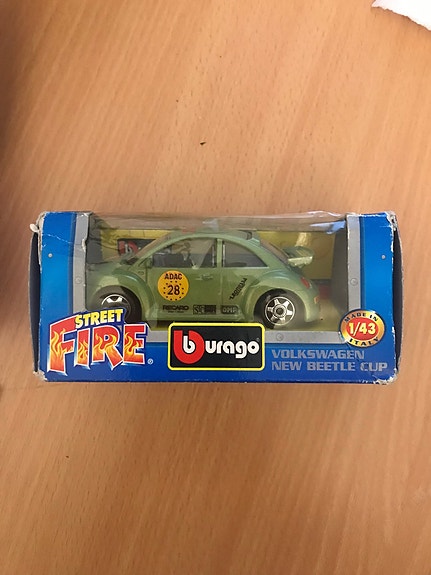 ADAC
28
RECARO
STREET
FIRE
®
burago
MADE IN
1/43
ITALY
VOLKSWAGEN
NEW BEETLE CUP